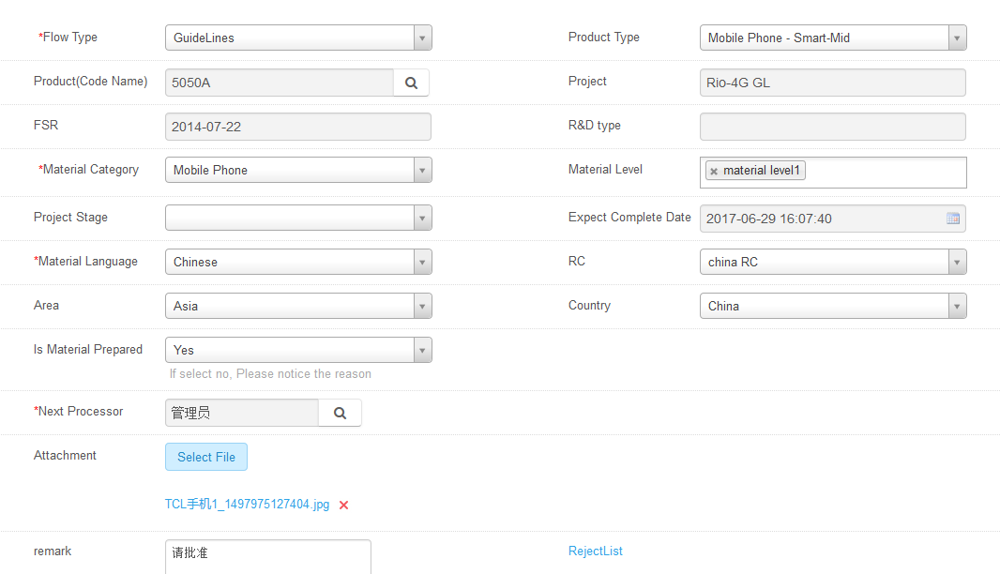 *Flow Type GuideLines Product Type Mobile Phone - Smart-Mid
Product(Code Name) 5050A Project Rio-4G GL
FSR 2014-07-22 R&D type
*Material Category Mobile Phone Material Level material level1
Project Stage Expect Complete Date 2017-06-29 16:07:40
*Material Language Chinese RC china RC
Area Asia Country China
Is Material Prepared Yes
If select no, Please notice the reason
*Next Processor 管理员
Attachment Select File
TCL手机1_1497975127404.jpg
remark 请批准 RejectList